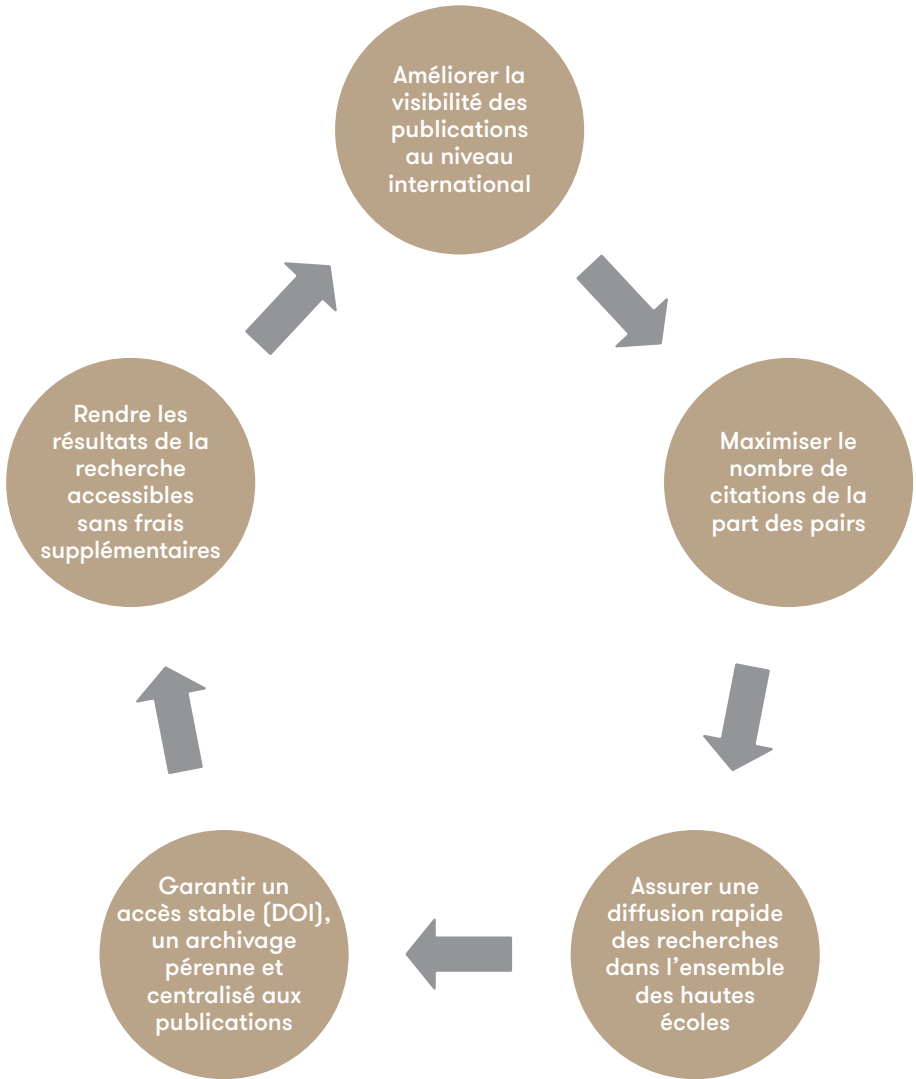 Améliorer la
visibilité des
publications
au niveau
international
Maximiser le
nombre de
citations de la
part des pairs
Assurer une
diffusion rapide
des recherches
dans l'ensemble
des hautes
écoles
Garantir un
accès stable (DOI),
un archivage
pérenne et
centralisé aux
publications
Rendre les
résultats de la
recherche
accessibles
sans frais
supplémentaires